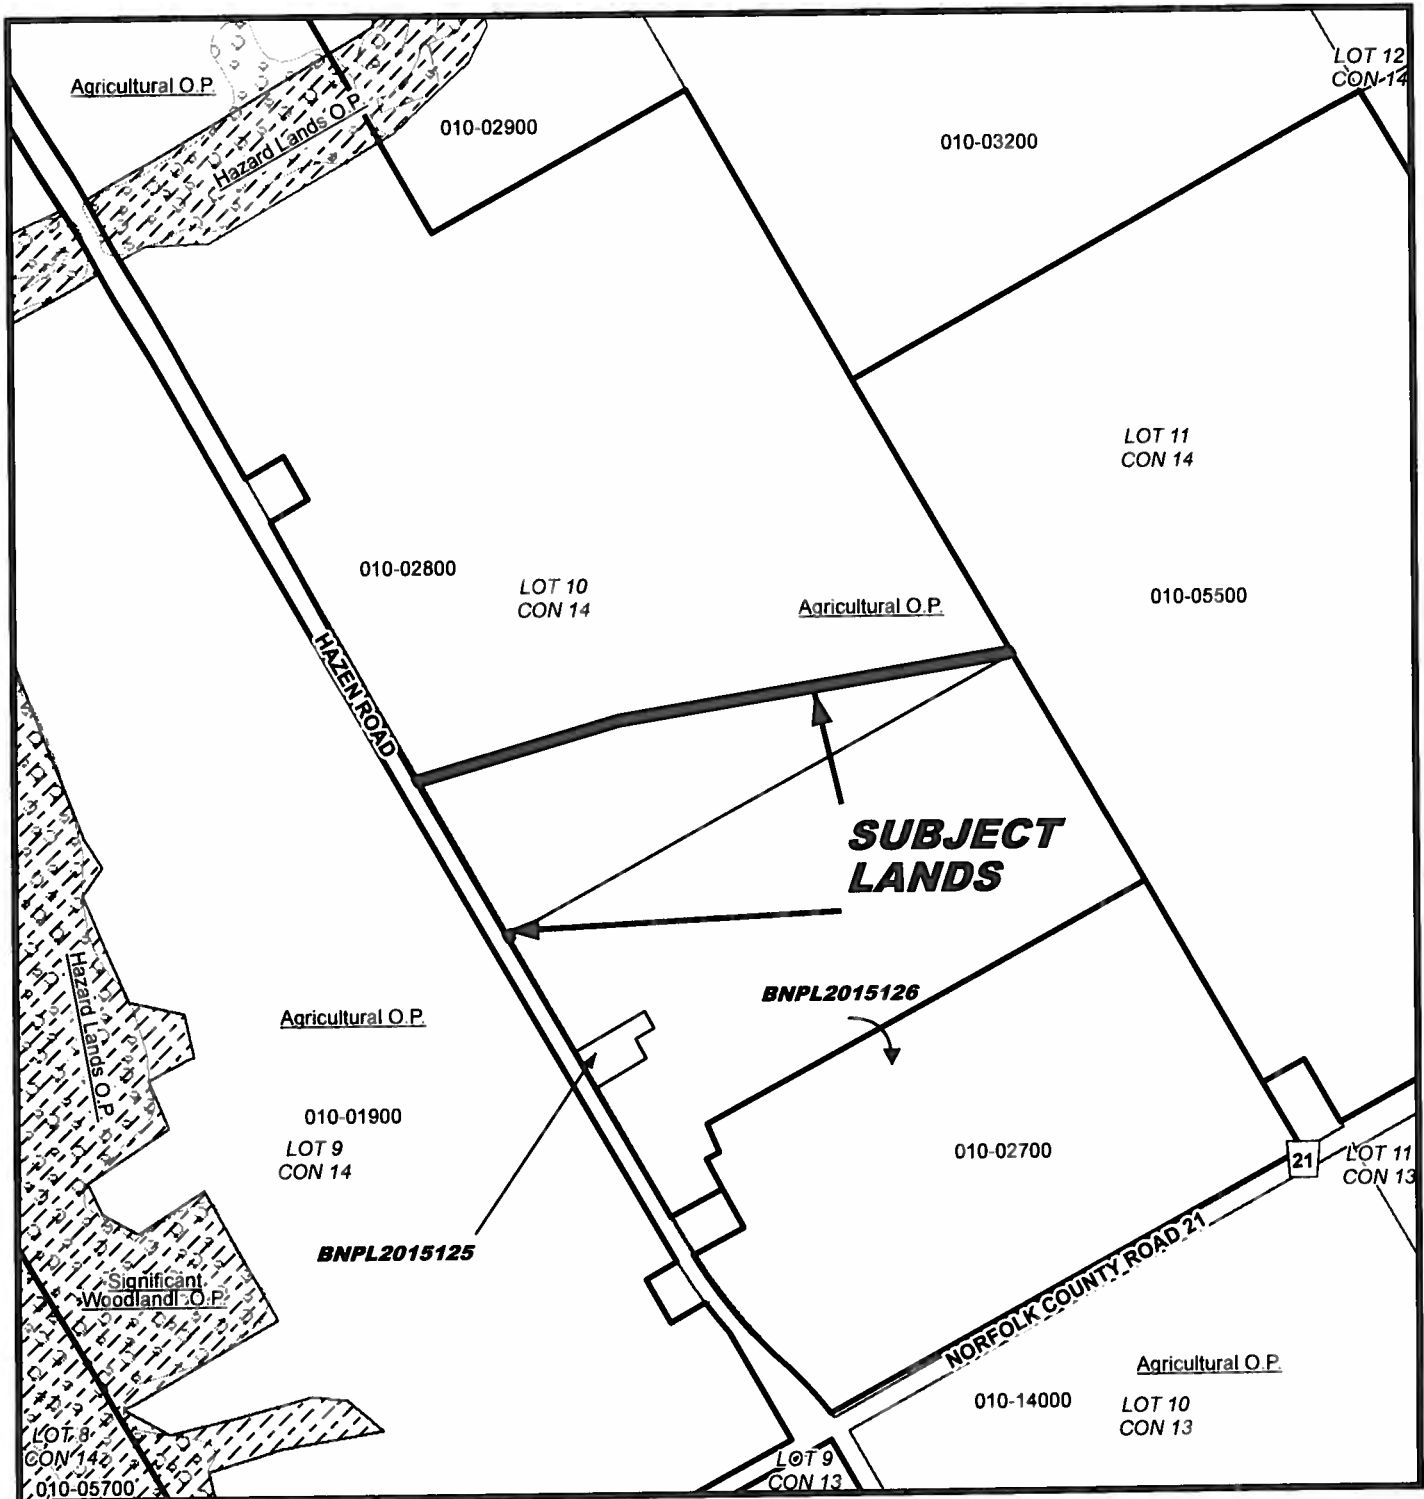 LOT 12
CON 14
Agricultural O.P.
Hazard Lands O.P.
010-02900
010-03200
LOT 11
CON 14
010-02800
LOT 10
CON 14
Agricultural O.P.
010-05500
HAZEN ROAD
SUBJECT
LANDS
Hazard Lands O.P.
BNPL2015126
Agricultural O.P.
010-01900
LOT 9
CON 14
010-02700
21
LOT 11
CON 13
BNPL2015125
NORFOLK COUNTY ROAD 21
Significant
Woodland O.P.
Agricultural O.P.
010-14000
LOT 10
CON 13
LOT 8
CON 14
010-05700
LOT 9
CON 13